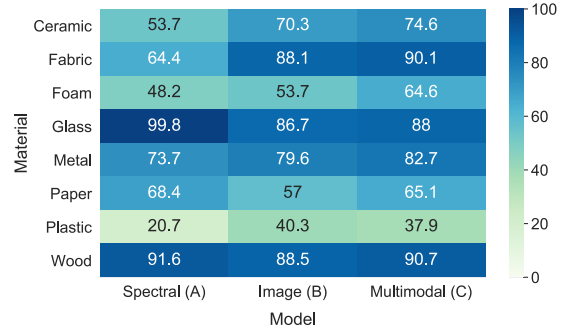 Material
Ceramic 53.7 70.3 74.6
Fabric 64.4 88.1 90.1
Foam 48.2 53.7 64.6
Glass 99.8 86.7 88
Metal 73.7 79.6 82.7
Paper 68.4 57 65.1
Plastic 20.7 40.3 37.9
Wood 91.6 88.5 90.7
Spectral (A) Image (B) Multimodal (C)
Model
100
80
60
40
20
0